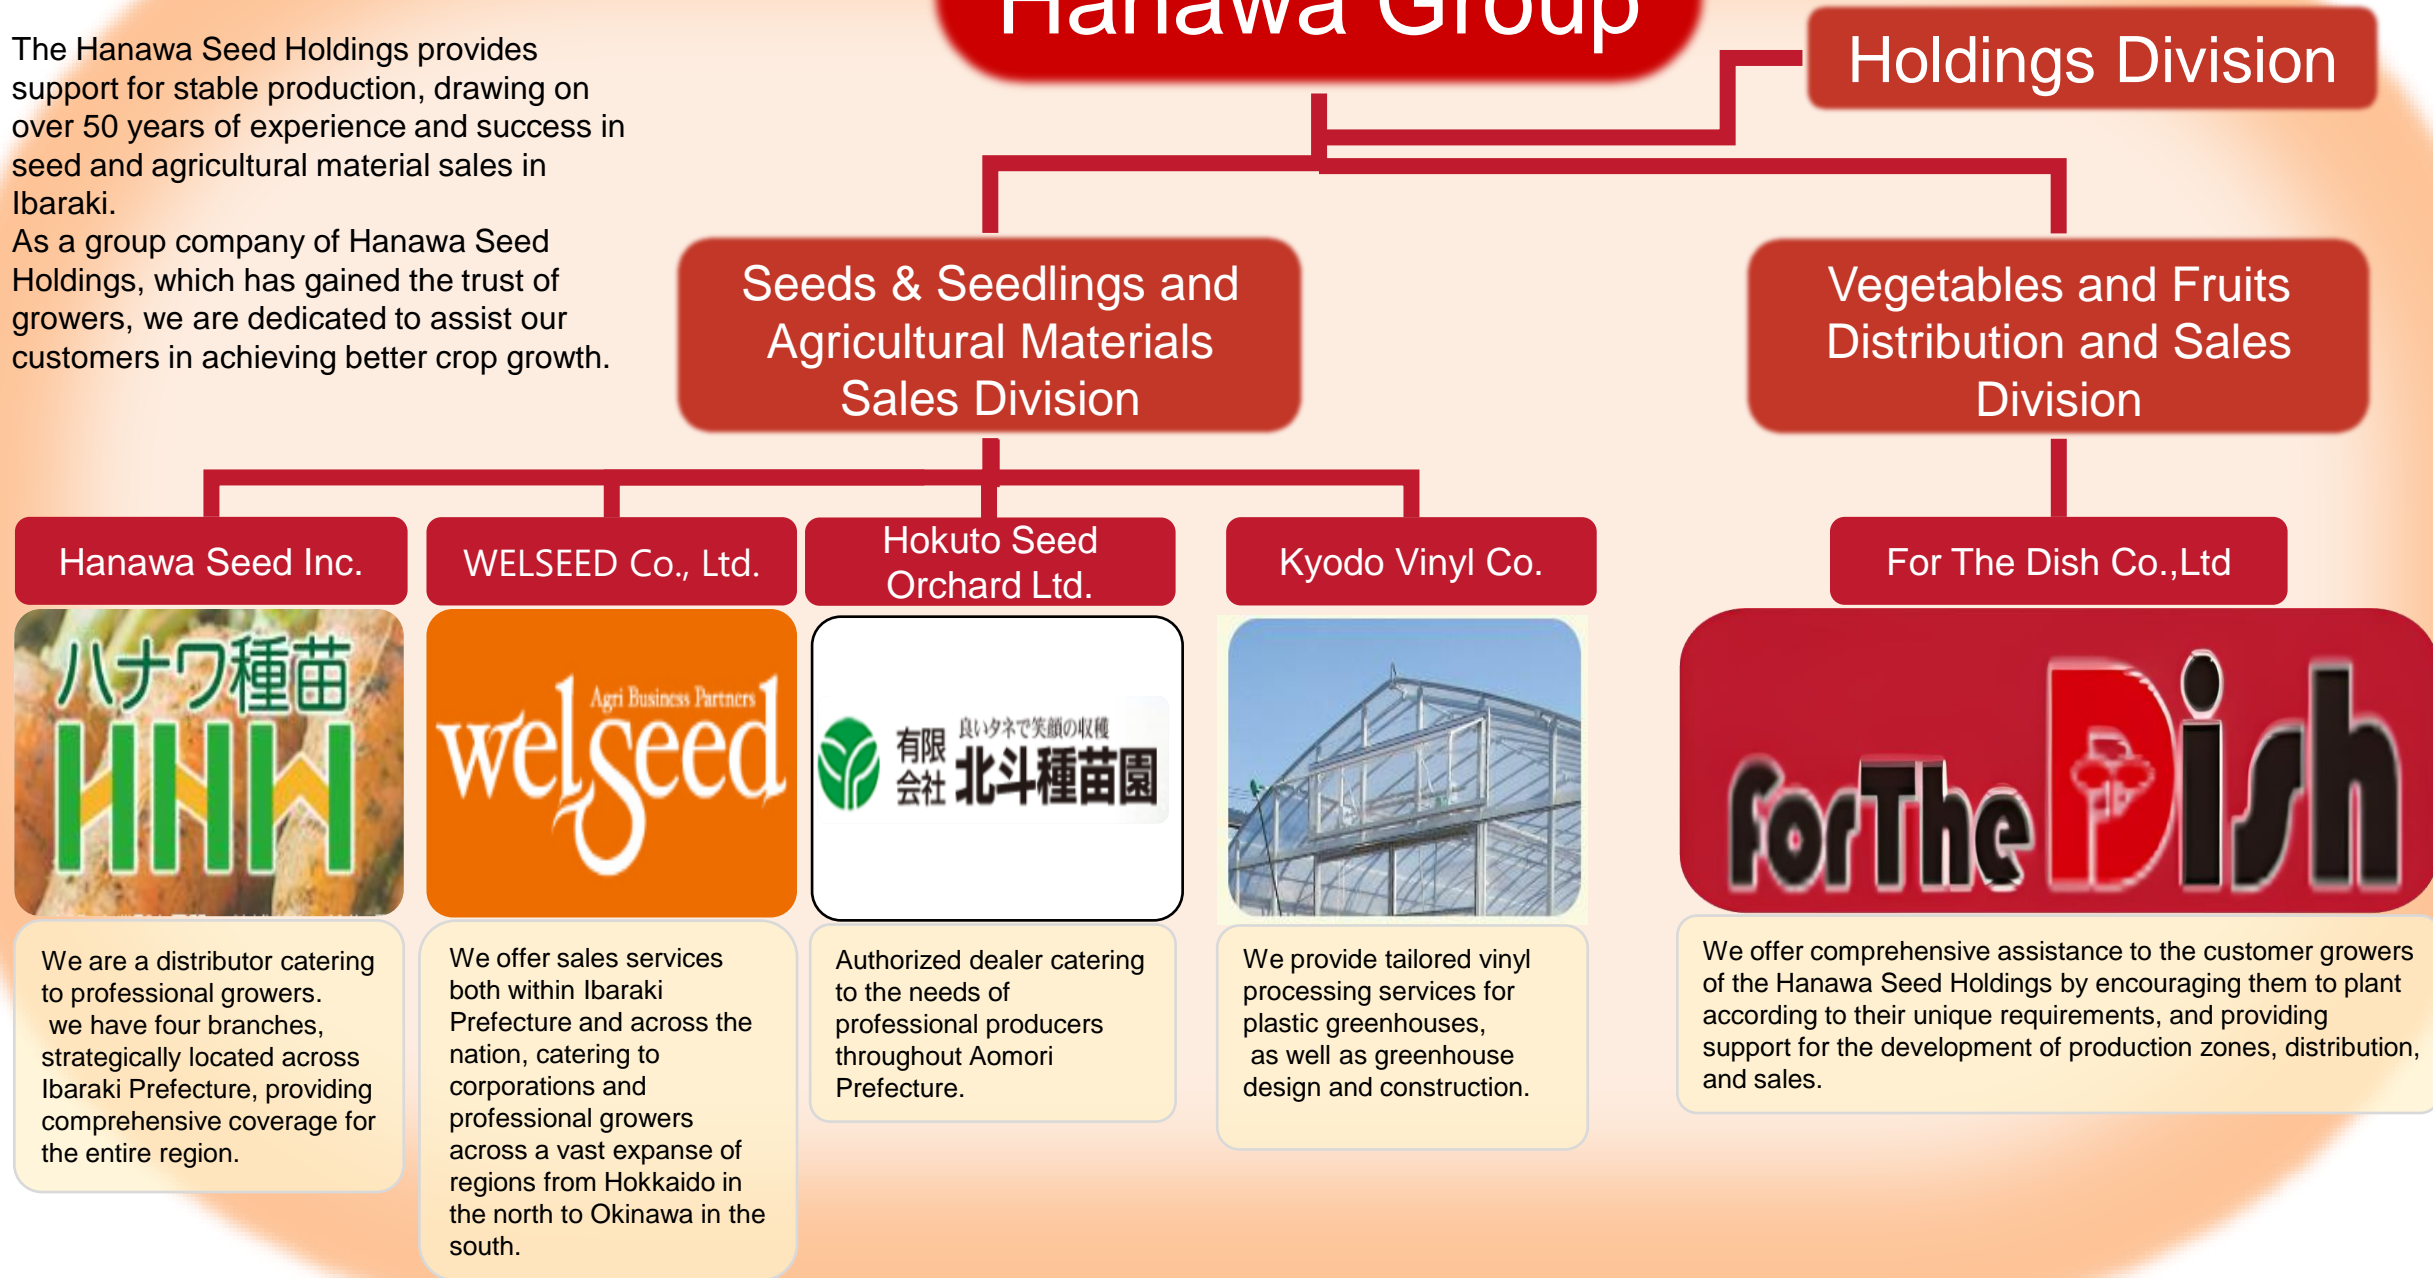 Hanawa Group
Holdings Division
The Hanawa Seed Holdings provides
support for stable production, drawing on
over 50 years of experience and success in
seed and agricultural material sales in
Ibaraki.
As a group company of Hanawa Seed
Holdings, which has gained the trust of
growers, we are dedicated to assist our
customers in achieving better crop growth.
Seeds & Seedlings and
Agricultural Materials
Sales Division
Vegetables and Fruits
Distribution and Sales
Division
Hanawa Seed Inc.
ハナワ種苗
HHH
We are a distributor catering
to professional growers.
we have four branches,
strategically located across
Ibaraki Prefecture, providing
comprehensive coverage for
the entire region.
WELSEED Co., Ltd.
Agri Business Partners
welseed
We offer sales services
both within Ibaraki
Prefecture and across the
nation, catering to
corporations and
professional growers
across a vast expanse of
regions from Hokkaido in
the north to Okinawa in the
south.
Hokuto Seed
Orchard Ltd.
良いタネで笑顔の収穫
有限会社 北斗種苗園
Authorized dealer catering
to the needs of
professional producers
throughout Aomori
Prefecture.
Kyodo Vinyl Co.
We provide tailored vinyl
processing services for
plastic greenhouses,
as well as greenhouse
design and construction.
For The Dish Co.,Ltd
ForThe Dish
We offer comprehensive assistance to the customer growers
of the Hanawa Seed Holdings by encouraging them to plant
according to their unique requirements, and providing
support for the development of production zones, distribution,
and sales.